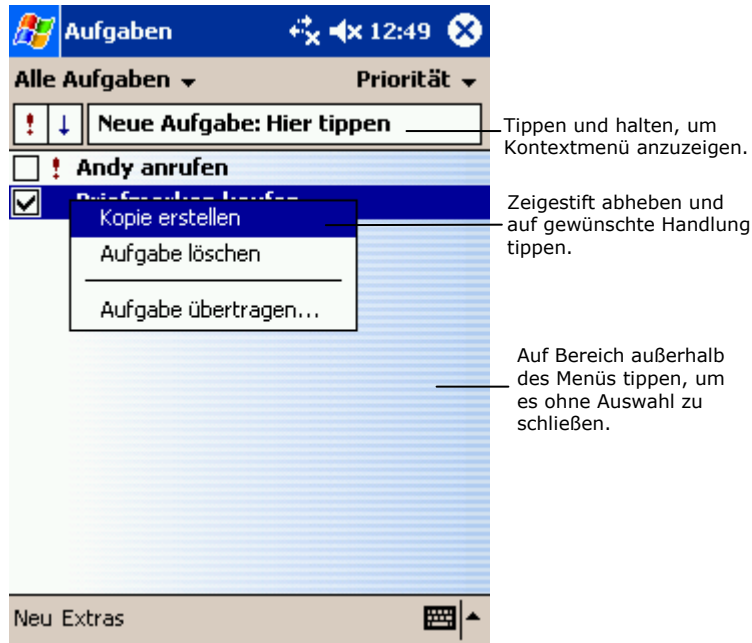 Aufgaben 12:49
Alle Aufgaben Priorität
! ↓ Neue Aufgabe: Hier tippen
Tippen und halten, um
Kontextmenü anzuzeigen.
! Andy anrufen
Kopie erstellen
Aufgabe löschen
Aufgabe übertragen...
Zeigestift abheben und
auf gewünschte Handlung
tippen.
Auf Bereich außerhalb
des Menüs tippen, um
es ohne Auswahl zu
schließen.
Neu Extras